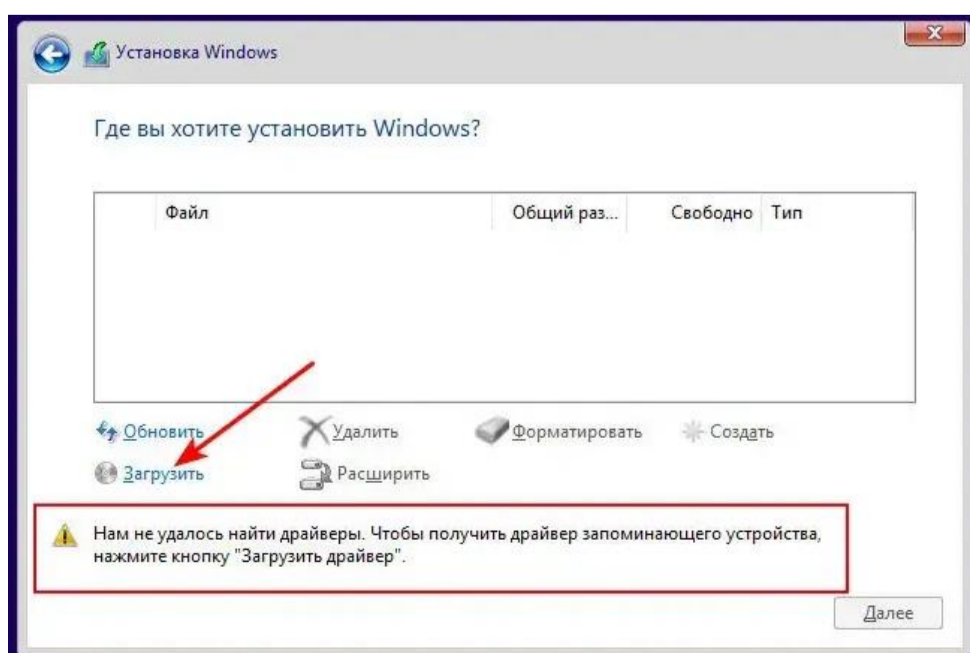 Установка Windows
Где вы хотите установить Windows?
Файл Общий раз... Свободно Тип
Обновить Удалить Форматировать Создать
Загрузить Расширить
Нам не удалось найти драйверы. Чтобы получить драйвер запоминающего устройства,
нажмите кнопку "Загрузить драйвер".
Далее